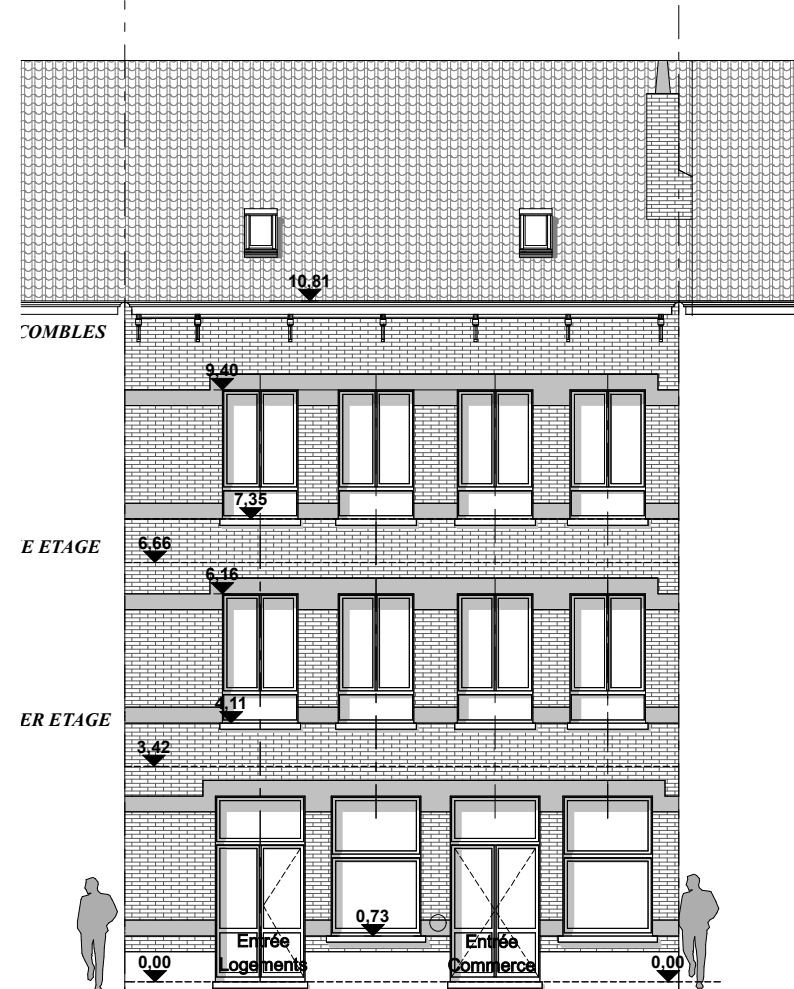 10,81
COMBLES
9,40
7,35
E ETAGE
6,66
6,16
4,11
ER ETAGE
3,42
0,73
Entrée
Logements
Entrée
Commerce
0,00
0,00